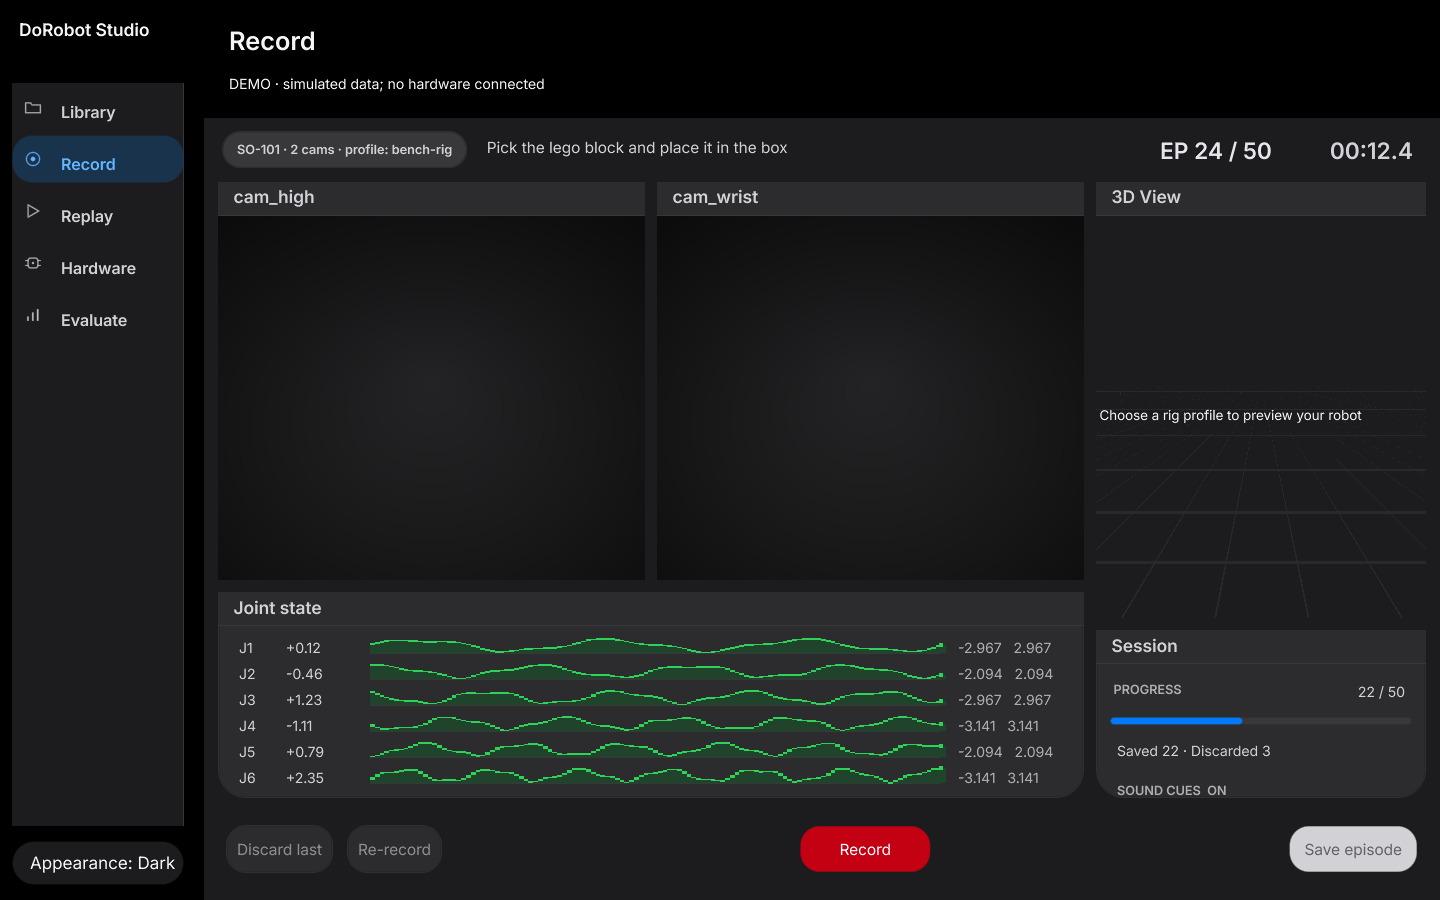 DoRobot Studio
Library
Record
Replay
Hardware
Evaluate
Appearance: Dark
Record
DEMO · simulated data; no hardware connected
SO-101 · 2 cams · profile: bench-rig
Pick the lego block and place it in the box
EP 24 / 50
00:12.4
cam_high
cam_wrist
3D View
Choose a rig profile to preview your robot
Joint state
J1 +0.12 -2.967 2.967
J2 -0.46 -2.094 2.094
J3 +1.23 -2.967 2.967
J4 -1.11 -3.141 3.141
J5 +0.79 -2.094 2.094
J6 +2.35 -3.141 3.141
Session
PROGRESS 22 / 50
Saved 22 · Discarded 3
SOUND CUES ON
Discard last
Re-record
Record
Save episode